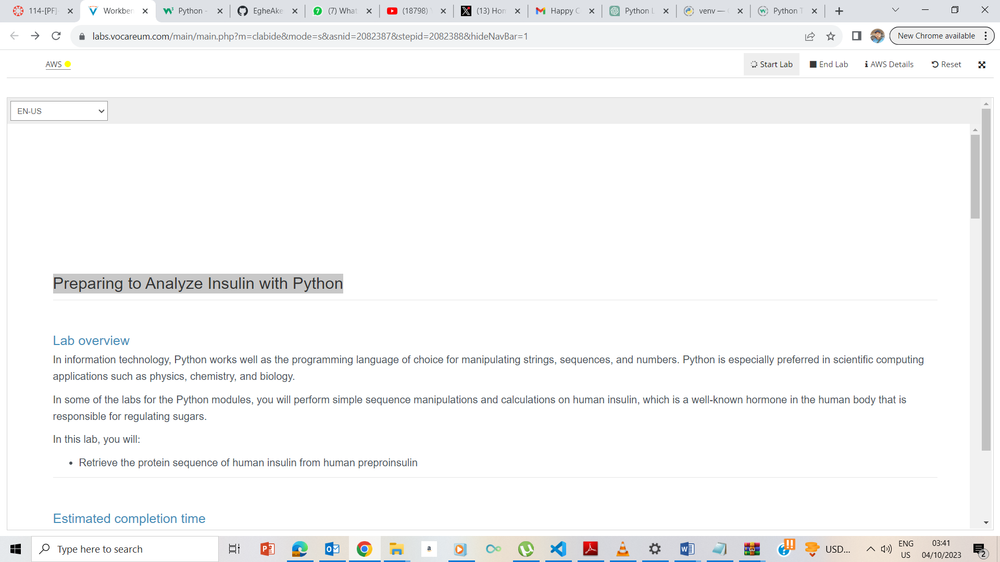 114-[PF]-
Workben
Python -
EgheAke
(7) What
(18798) Y
(13) Hom
Happy C
Python L
venv — C
Python T
labs.vocareum.com/main/main.php?m=clabide&mode=s&asnid=2082387&stepid=2082388&hideNavBar=1
New Chrome available
AWS
Start Lab
End Lab
AWS Details
Reset
EN-US
Preparing to Analyze Insulin with Python
Lab overview
In information technology, Python works well as the programming language of choice for manipulating strings, sequences, and numbers. Python is especially preferred in scientific computing
applications such as physics, chemistry, and biology.
In some of the labs for the Python modules, you will perform simple sequence manipulations and calculations on human insulin, which is a well-known hormone in the human body that is
responsible for regulating sugars.
In this lab, you will:
• Retrieve the protein sequence of human insulin from human preproinsulin
Estimated completion time
Type here to search
a
USD...
ENG
US
03:41
04/10/2023
2